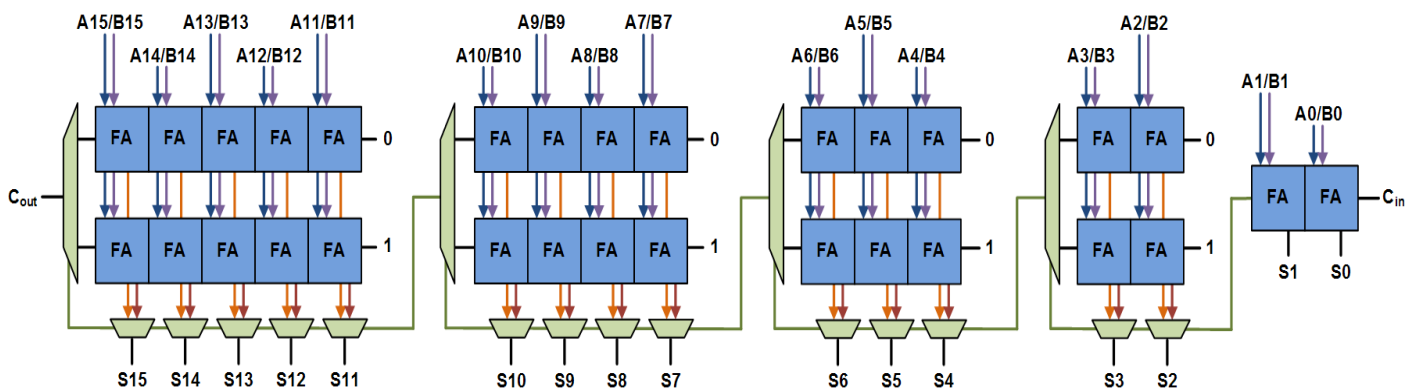 A15/B15 A13/B13 A11/B11 A9/B9 A7/B7 A5/B5 A2/B2
A14/B14 A12/B12 A10/B10 A8/B8 A6/B6 A4/B4 A3/B3
A1/B1
A0/B0
FA FA FA FA FA 0 FA FA FA FA 0 FA FA FA 0 FA FA 0
Cout FA FA Cin
FA FA FA FA FA 1 FA FA FA FA 1 FA FA FA 1 FA FA 1
S1 S0
S15 S14 S13 S12 S11 S10 S9 S8 S7 S6 S5 S4 S3 S2